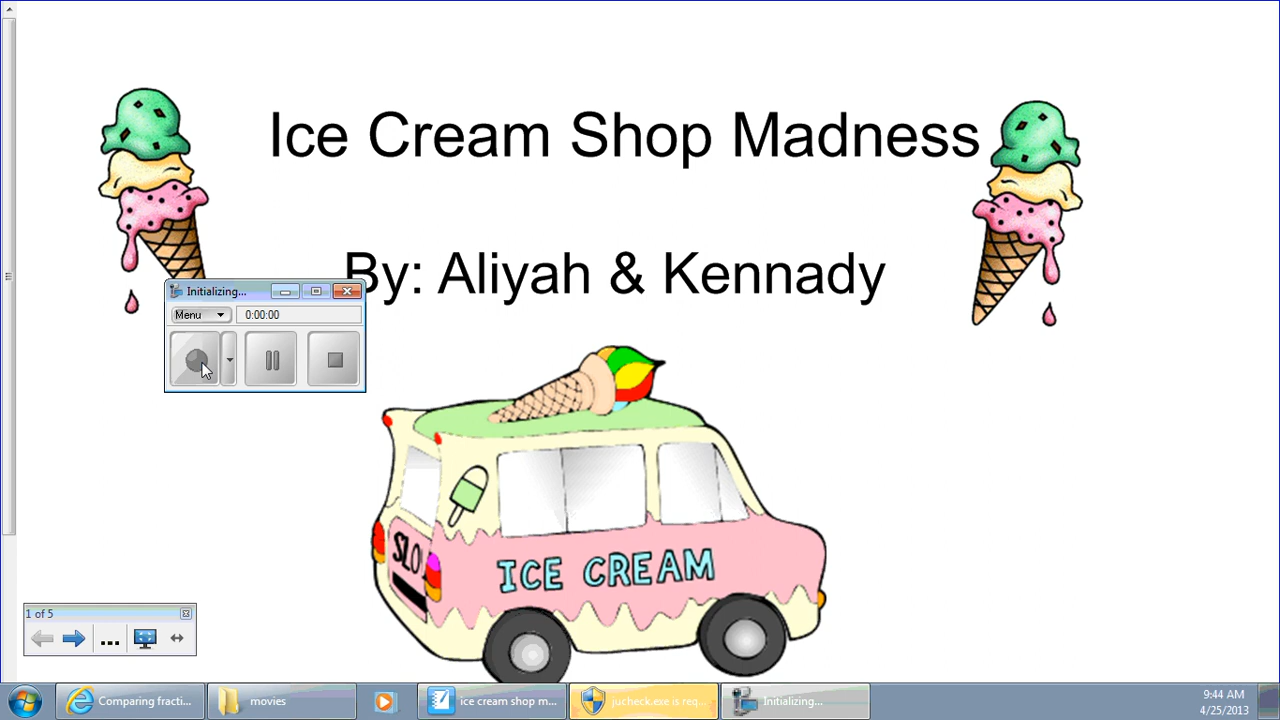 Ice Cream Shop Madness
By: Aliyah & Kennady
Initializing...
Menu
0:00:00
SLO
ICE CREAM
1 of 5
...
Comparing fracti...
movies
ice cream shop m...
jucheck.exe is req...
Initializing...
9:44 AM
4/25/2013